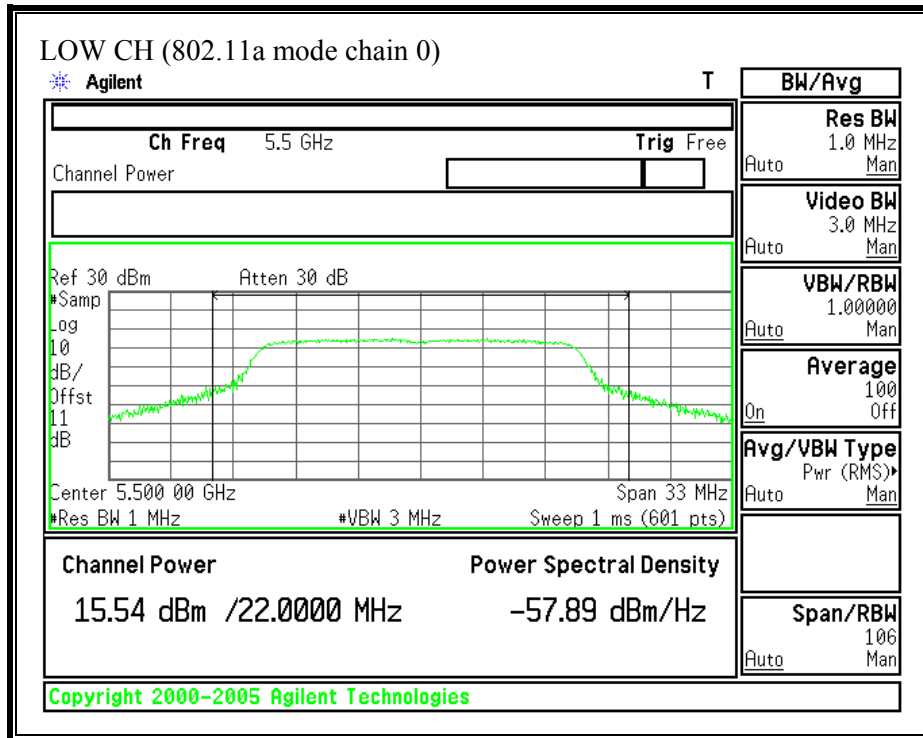 LOW CH (802.11a mode chain 0)
Agilent
T
Ch Freq 5.5 GHz Trig Free
Channel Power
Ref 30 dBm Atten 30 dB
#Samp
Log
10
dB/
Offst
11
dB
Center 5.500 00 GHz Span 33 MHz
#Res BW 1 MHz #VBW 3 MHz Sweep 1 ms (601 pts)
Channel Power Power Spectral Density
15.54 dBm /22.0000 MHz -57.89 dBm/Hz
Copyright 2000-2005 Agilent Technologies
BW/Avg
Res BW
1.0 MHz
Auto Man
Video BW
3.0 MHz
Auto Man
VBW/RBW
1.00000
Auto Man
Average
100
On Off
Avg/VBW Type
Pwr (RMS)▸
Auto Man
Span/RBW
106
Auto Man